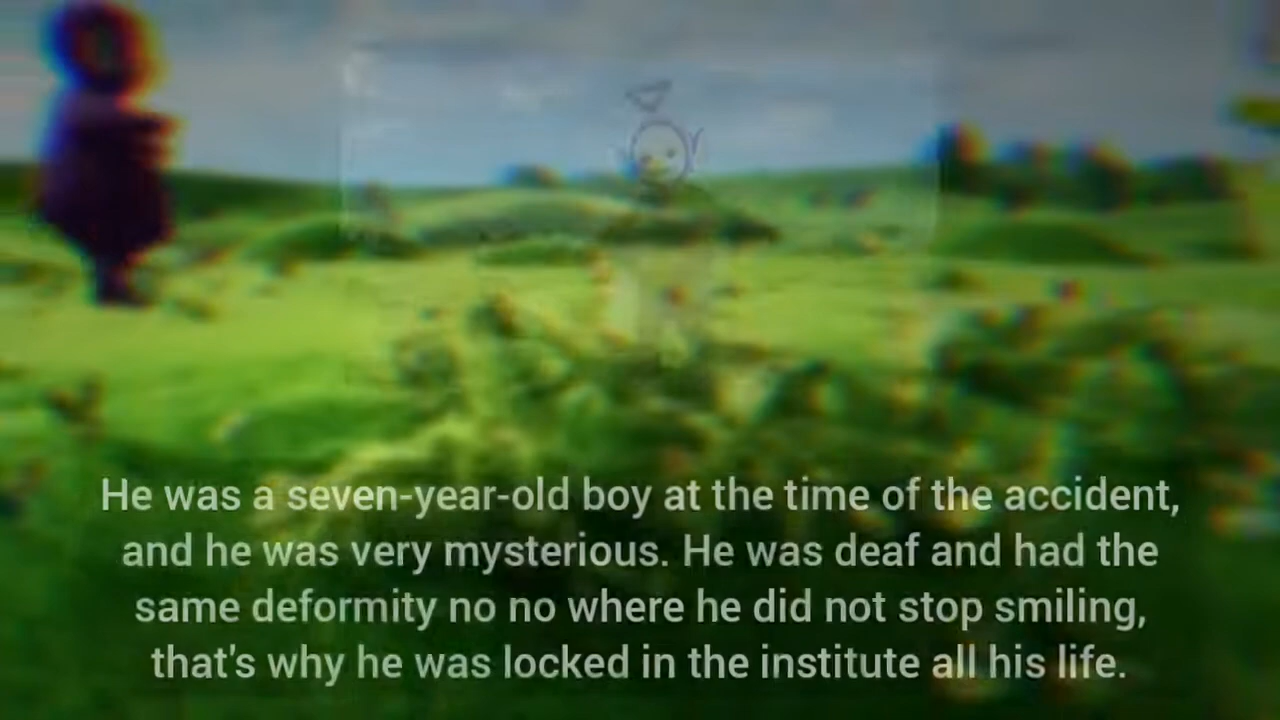 He was a seven-year-old boy at the time of the accident,
and he was very mysterious. He was deaf and had the
same deformity no no where he did not stop smiling,
that's why he was locked in the institute all his life.